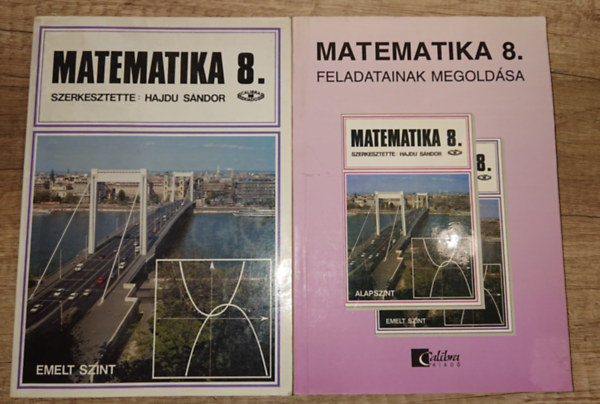 MATEMATIKA 8.
SZERKESZTETTE: HAJDU SÁNDOR
EMELT SZINT
MATEMATIKA 8.
FELADATAINAK MEGOLDÁSA
MATEMATIKA 8.
SZERKESZTETTE: HAJDU SÁNDOR
ALAPSZINT
8.
EMELT SZINT
Calibra
KIADÓ